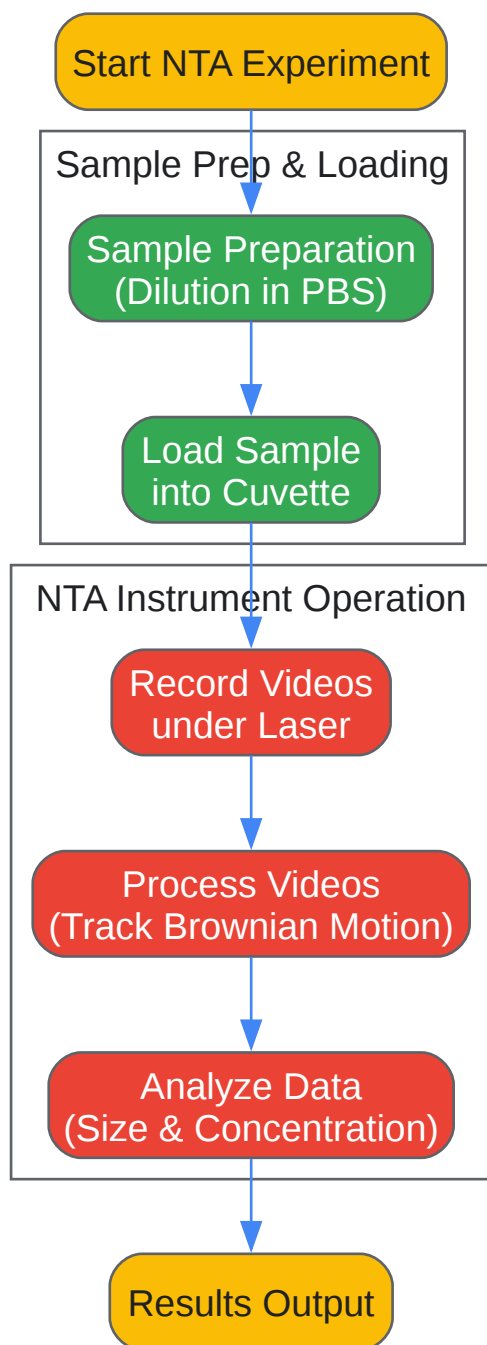 Start NTA Experiment
Sample Prep & Loading
Sample Preparation
(Dilution in PBS)
Load Sample
into Cuvette
NTA Instrument Operation
Record Videos
under Laser
Process Videos
(Track Brownian Motion)
Analyze Data
(Size & Concentration)
Results Output